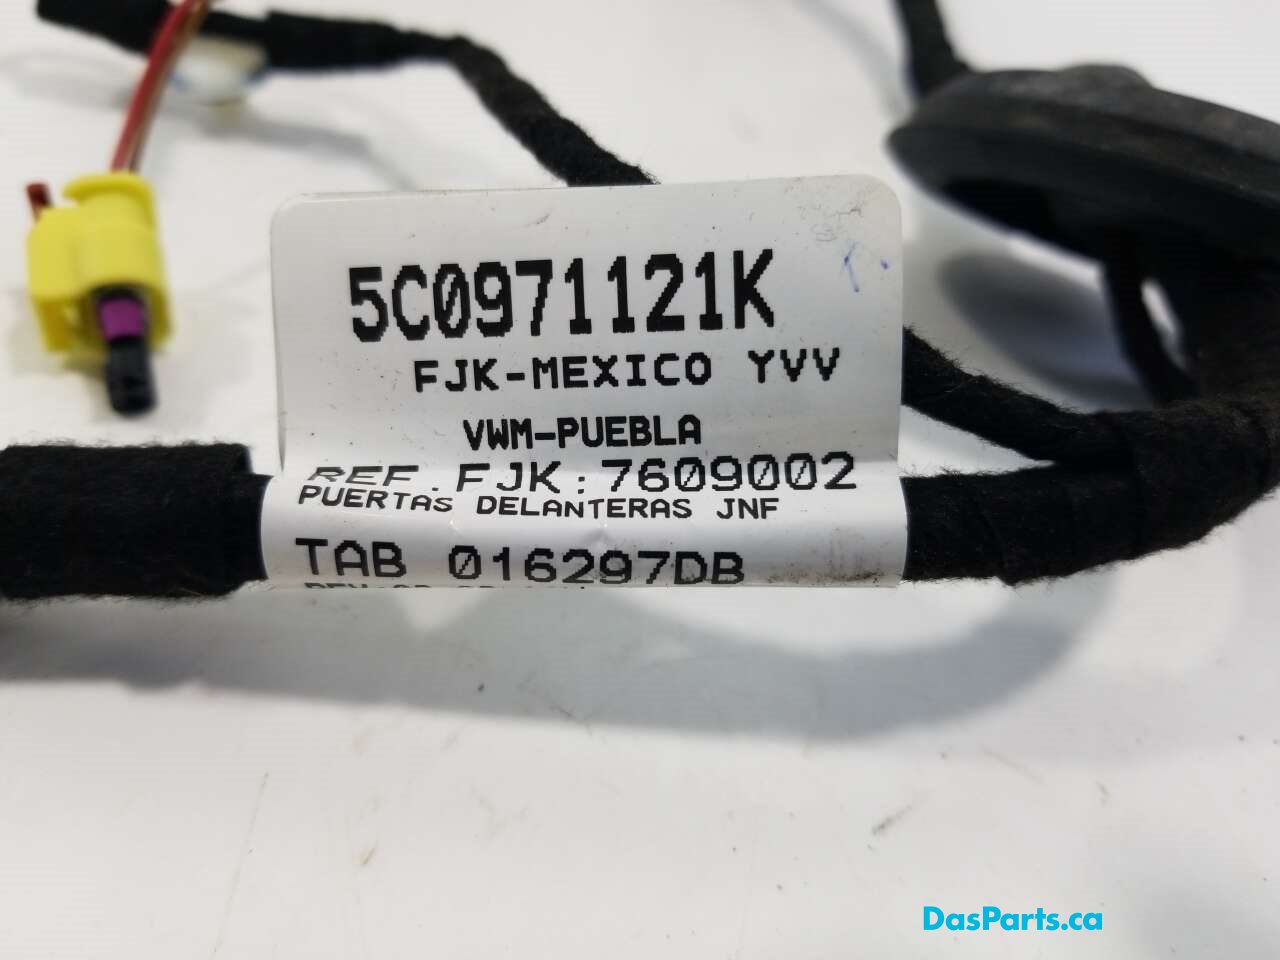 5C0971121K
FJK-MEXICO YVV
VWM-PUEBLA
REF.FJK:7609002
PUERTAS DELANTERAS JNF
TAB 016297DB
DasParts.ca